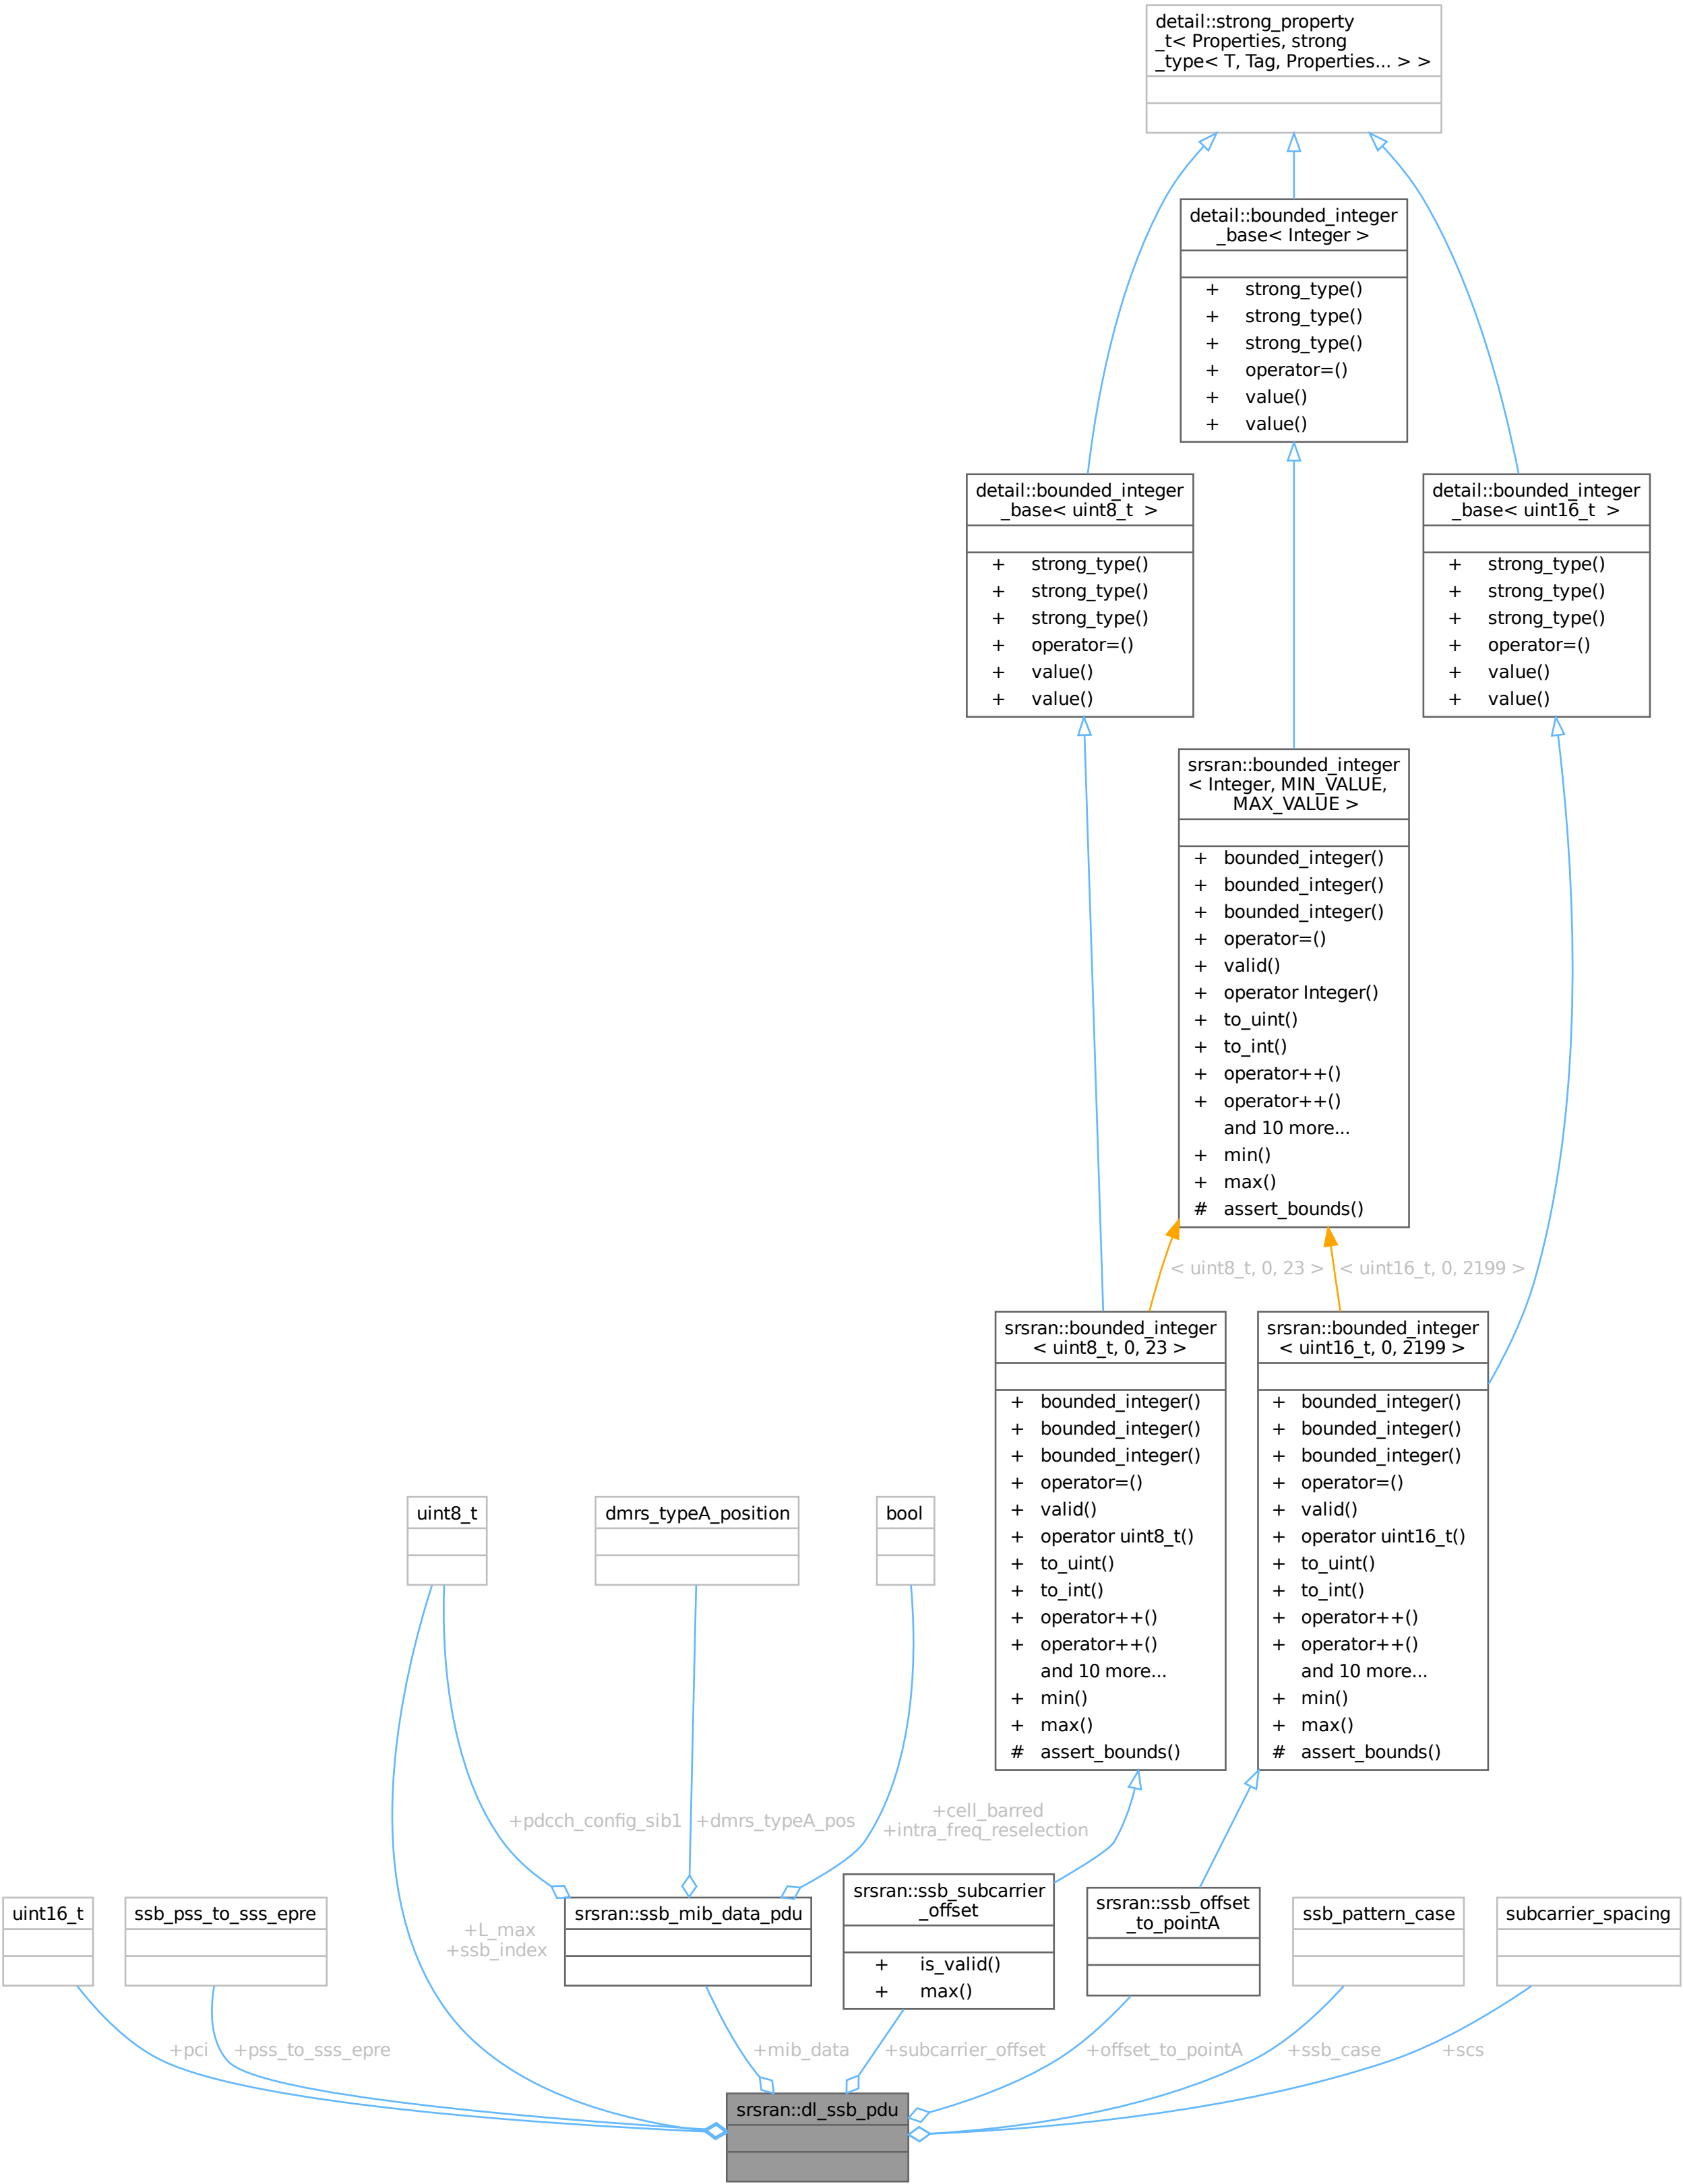 detail::strong_property
_t< Properties, strong
_type< T, Tag, Properties... > >
detail::bounded_integer
_base< Integer >
+ strong_type()
+ strong_type()
+ strong_type()
+ operator=()
+ value()
+ value()
detail::bounded_integer
_base< uint8_t >
+ strong_type()
+ strong_type()
+ strong_type()
+ operator=()
+ value()
+ value()
detail::bounded_integer
_base< uint16_t >
+ strong_type()
+ strong_type()
+ strong_type()
+ operator=()
+ value()
+ value()
srsran::bounded_integer
< Integer, MIN_VALUE,
MAX_VALUE >
+ bounded_integer()
+ bounded_integer()
+ bounded_integer()
+ operator=()
+ valid()
+ operator Integer()
+ to_uint()
+ to_int()
+ operator++()
+ operator++()
and 10 more...
+ min()
+ max()
# assert_bounds()
< uint8_t, 0, 23 >
< uint16_t, 0, 2199 >
srsran::bounded_integer
< uint8_t, 0, 23 >
+ bounded_integer()
+ bounded_integer()
+ bounded_integer()
+ operator=()
+ valid()
+ operator uint8_t()
+ to_uint()
+ to_int()
+ operator++()
+ operator++()
and 10 more...
+ min()
+ max()
# assert_bounds()
srsran::bounded_integer
< uint16_t, 0, 2199 >
+ bounded_integer()
+ bounded_integer()
+ bounded_integer()
+ operator=()
+ valid()
+ operator uint16_t()
+ to_uint()
+ to_int()
+ operator++()
+ operator++()
and 10 more...
+ min()
+ max()
# assert_bounds()
uint8_t
dmrs_typeA_position
bool
+pdcch_config_sib1
+dmrs_typeA_pos
+cell_barred
+intra_freq_reselection
uint16_t
ssb_pss_to_sss_epre
+L_max
+ssb_index
srsran::ssb_mib_data_pdu
srsran::ssb_subcarrier
_offset
+ is_valid()
+ max()
srsran::ssb_offset
_to_pointA
ssb_pattern_case
subcarrier_spacing
+pci
+pss_to_sss_epre
+mib_data
+subcarrier_offset
+offset_to_pointA
+ssb_case
+scs
srsran::dl_ssb_pdu